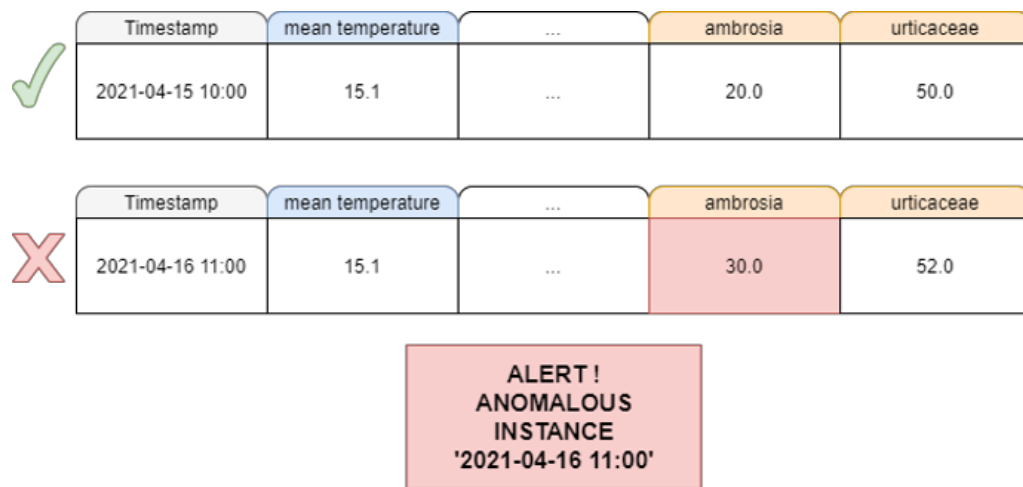 Timestamp mean temperature ... ambrosia urticaceae
2021-04-15 10:00 15.1 ... 20.0 50.0
Timestamp mean temperature ... ambrosia urticaceae
2021-04-16 11:00 15.1 ... 30.0 52.0
ALERT !
ANOMALOUS
INSTANCE
'2021-04-16 11:00'